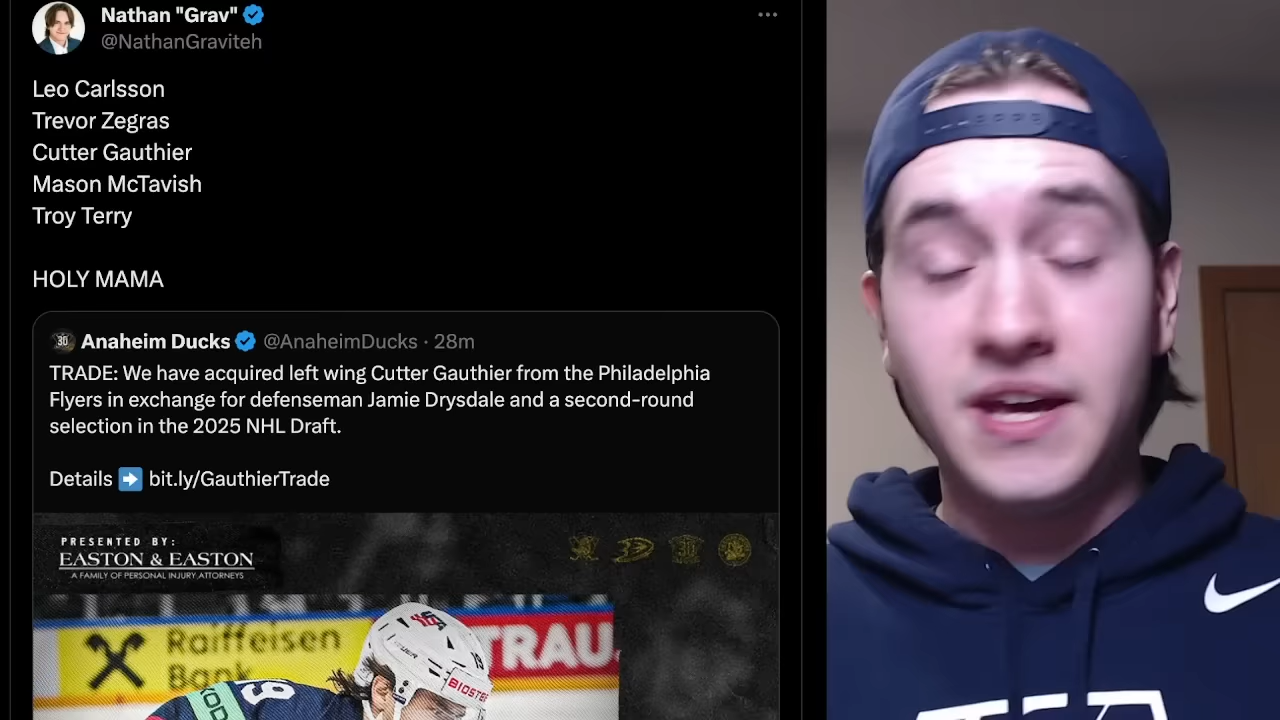 Nathan "Grav"
@NathanGraviteh
Leo Carlsson
Trevor Zegras
Cutter Gauthier
Mason McTavish
Troy Terry
HOLY MAMA
Anaheim Ducks @AnaheimDucks · 28m
TRADE: We have acquired left wing Cutter Gauthier from the Philadelphia
Flyers in exchange for defenseman Jamie Drysdale and a second-round
selection in the 2025 NHL Draft.
Details ➡ bit.ly/GauthierTrade
PRESENTED BY:
EASTON & EASTON
A FAMILY OF PERSONAL INJURY ATTORNEYS
Raiffeisen
Bank
19